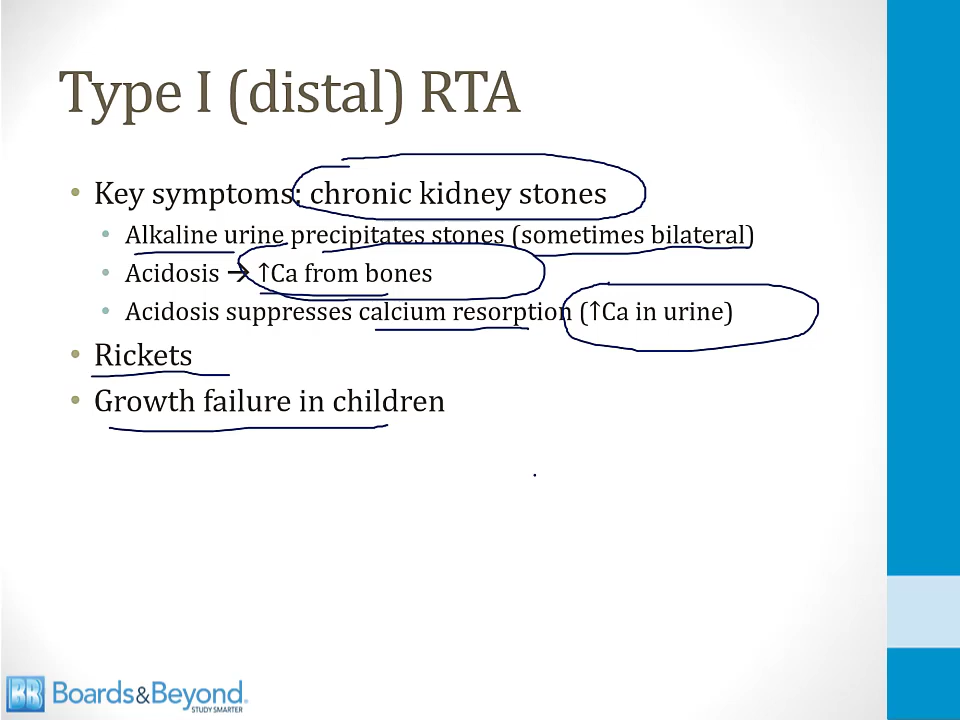 Type I (distal) RTA
• Key symptoms: chronic kidney stones
• Alkaline urine precipitates stones (sometimes bilateral)
• Acidosis → ↑Ca from bones
• Acidosis suppresses calcium resorption (↑Ca in urine)
• Rickets
• Growth failure in children
BB Boards&Beyond.
STUDY SMARTER